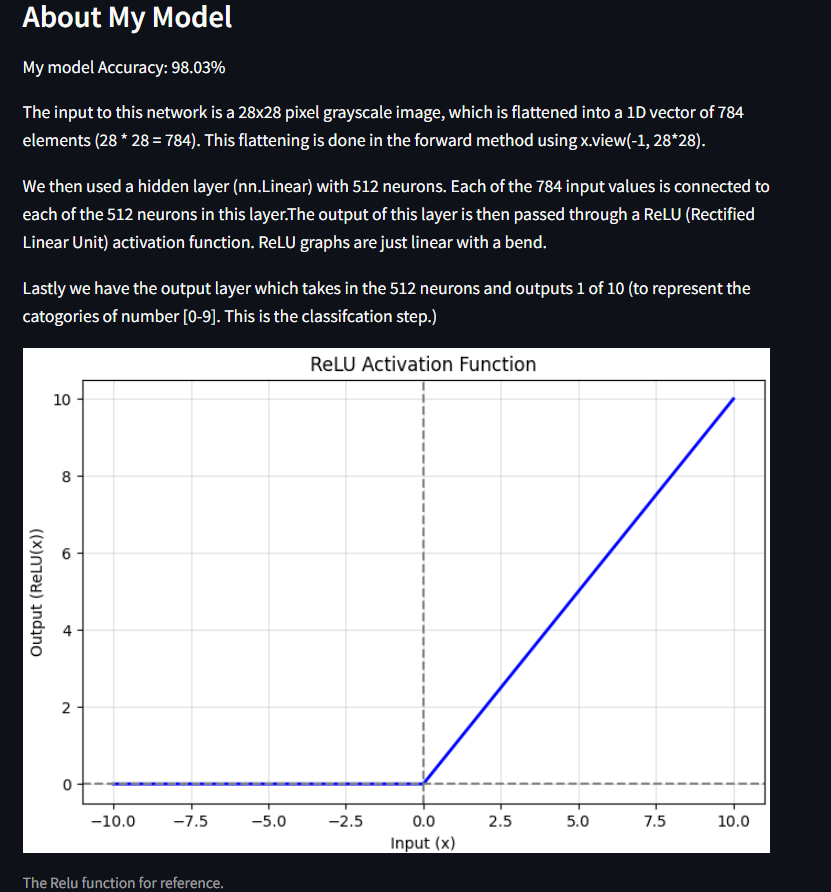 About My Model
My model Accuracy: 98.03%
The input to this network is a 28x28 pixel grayscale image, which is flattened into a 1D vector of 784
elements (28 * 28 = 784). This flattening is done in the forward method using x.view(-1, 28*28).
We then used a hidden layer (nn.Linear) with 512 neurons. Each of the 784 input values is connected to
each of the 512 neurons in this layer.The output of this layer is then passed through a ReLU (Rectified
Linear Unit) activation function. ReLU graphs are just linear with a bend.
Lastly we have the output layer which takes in the 512 neurons and outputs 1 of 10 (to represent the
catogories of number [0-9]. This is the classifcation step.)
ReLU Activation Function
Output (ReLU(x))
10
8
6
4
2
0
−10.0 −7.5 −5.0 −2.5 0.0 2.5 5.0 7.5 10.0
Input (x)
The Relu function for reference.